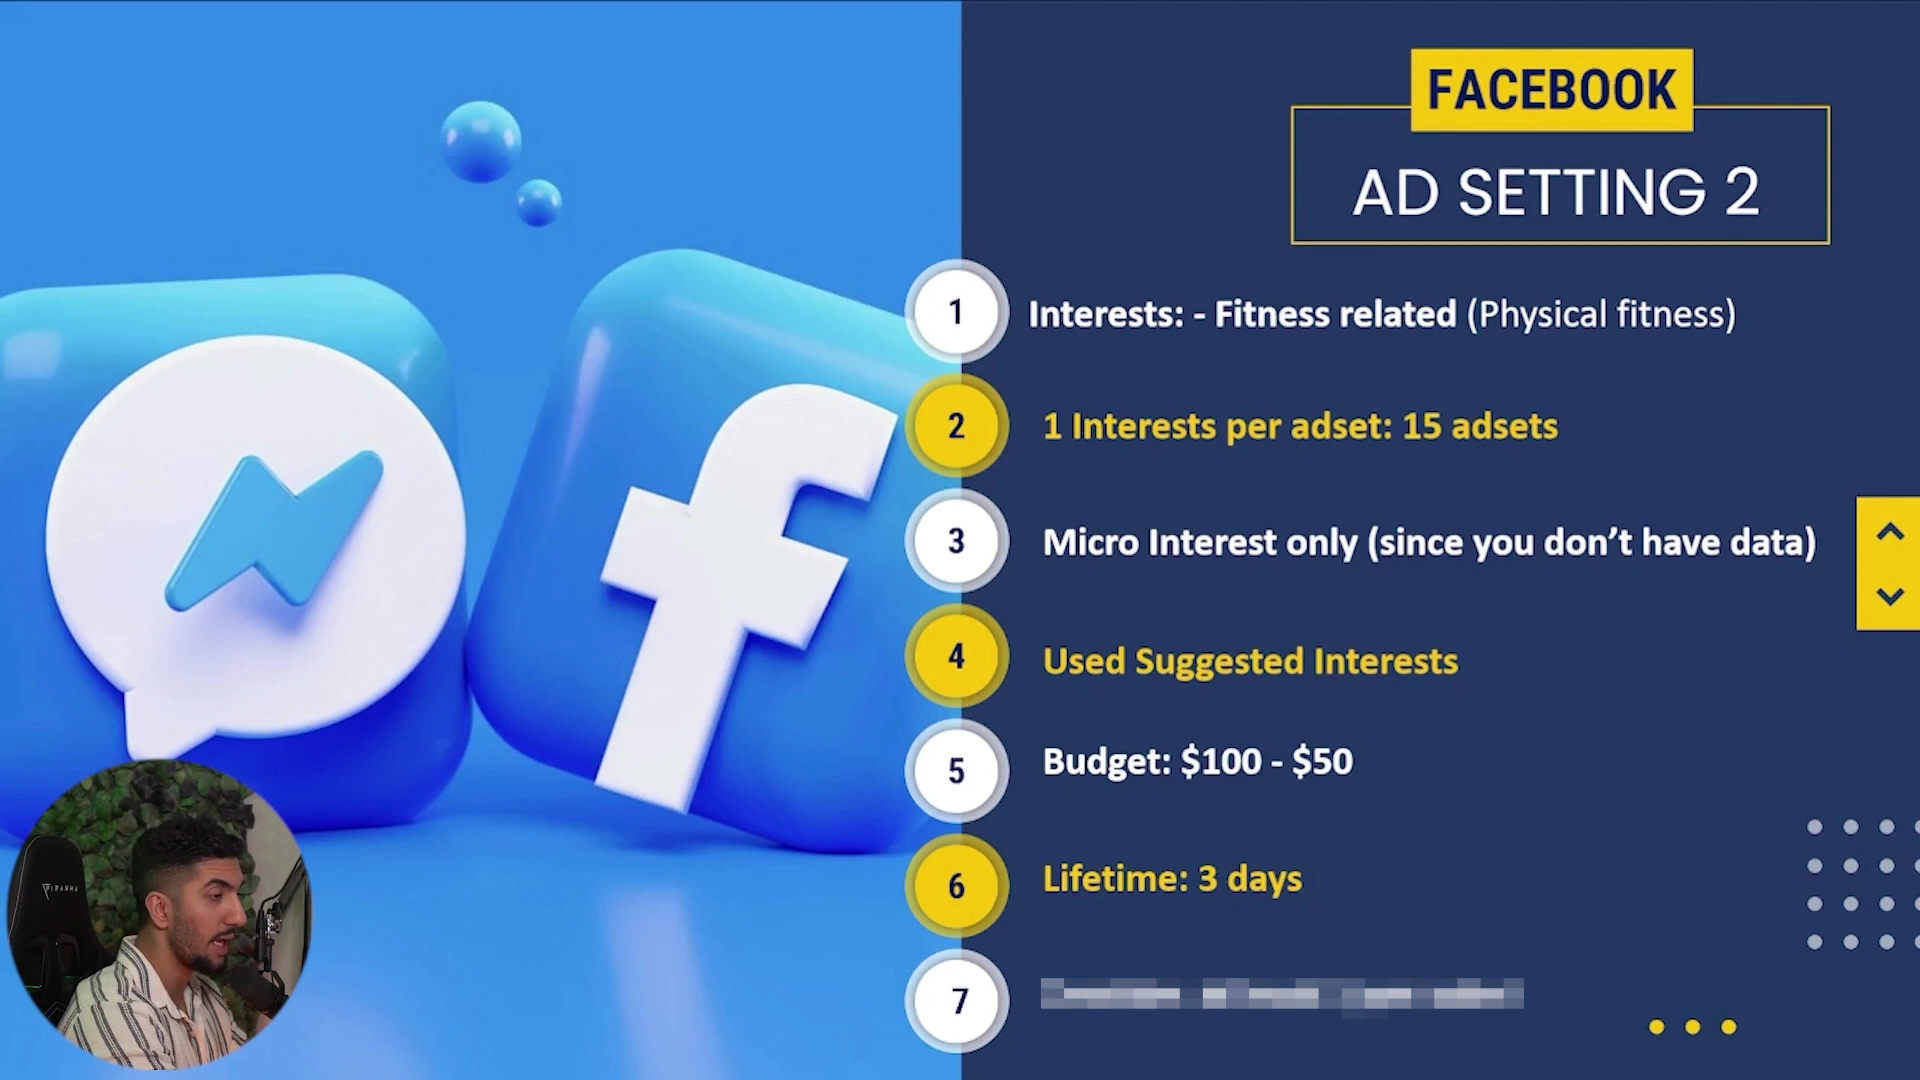 FACEBOOK
AD SETTING 2
1 Interests: - Fitness related (Physical fitness)
2 1 Interests per adset: 15 adsets
3 Micro Interest only (since you don’t have data)
4 Used Suggested Interests
5 Budget: $100 - $50
6 Lifetime: 3 days
7
PIRANHA